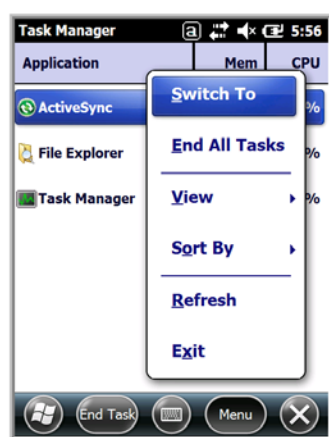 Task Manager a 5:56
Application Mem CPU
ActiveSync %
File Explorer %
Task Manager %
Switch To
End All Tasks
View
Sort By
Refresh
Exit
End Task Menu